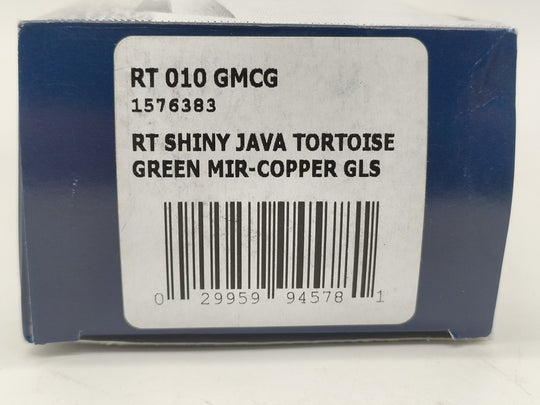 RT 010 GMCG
1576383
RT SHINY JAVA TORTOISE
GREEN MIR-COPPER GLS
0 29959 94578 1